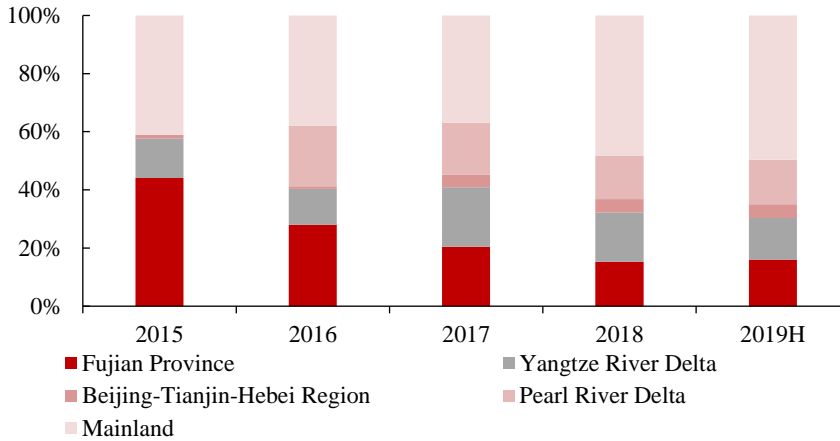 100%
80%
60%
40%
20%
0%
2015 2016 2017 2018 2019H
Fujian Province Yangtze River Delta
Beijing-Tianjin-Hebei Region Pearl River Delta
Mainland